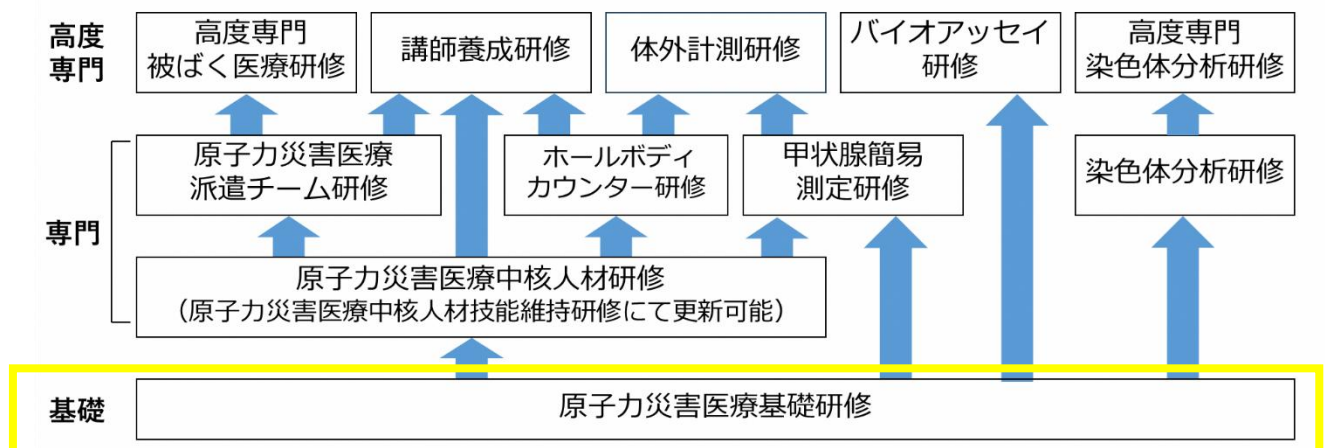 高度
専門
高度専門
被ばく医療研修
講師養成研修
体外計測研修
バイオアッセイ
研修
高度専門
染色体分析研修
専門
原子力災害医療
派遣チーム研修
ホールボディ
カウンター研修
甲状腺簡易
測定研修
染色体分析研修
原子力災害医療中核人材研修
（原子力災害医療中核人材技能維持研修にて更新可能）
基礎
原子力災害医療基礎研修